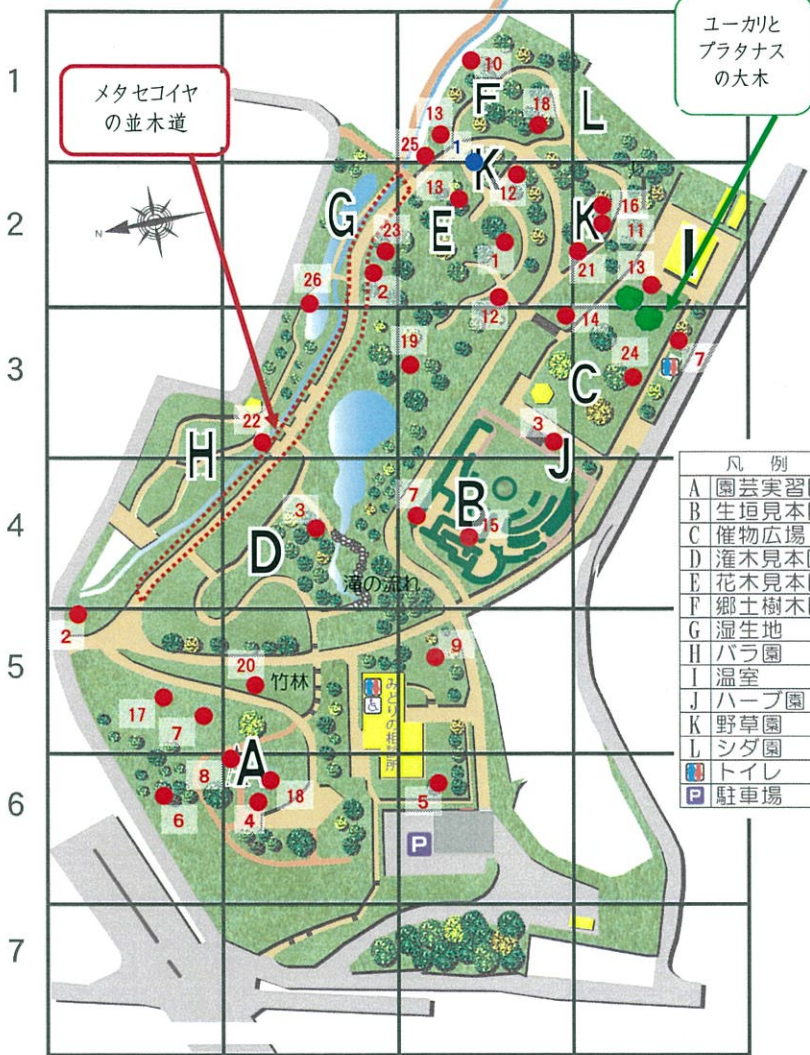 ユーカリと
プラタナス
の大木
メタセコイヤ
の並木道
1
2
3
4
5
6
7
N
10
F
18
L
13
25
1
K
12
13
G
E
23
2
1
K
16
11
21
13
I
26
12
14
19
24
7
C
22
3
H
J
7
B
15
3
D
滝の流れ
2
20
竹林
9
17
7
みどりの相談所
8
A
18
6
4
5
P
凡 例
A 園芸実習
B 生垣見本
C 催物広場
D 灌木見本
E 花木見本
F 郷土樹木
G 湿生地
H バラ園
I 温室
J ハーブ園
K 野草園
L シダ園
トイレ
P 駐車場